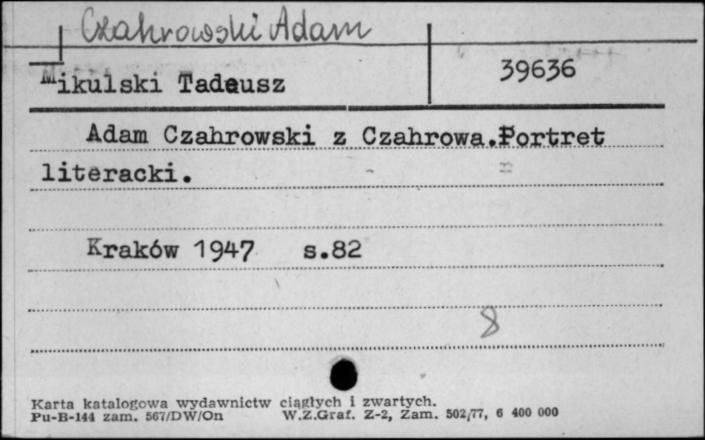 Czahrowski Adam
Mikulski Tadeusz
39636
Adam Czahrowski z Czahrowa.Portret
literacki.
Kraków 1947 s.82
8
Karta katalogowa wydawnictw ciągłych i zwartych.
Pu-B-144 zam. 567/DW/On W.Z.Graf. Z-2, Zam. 502/77, 6 400 000